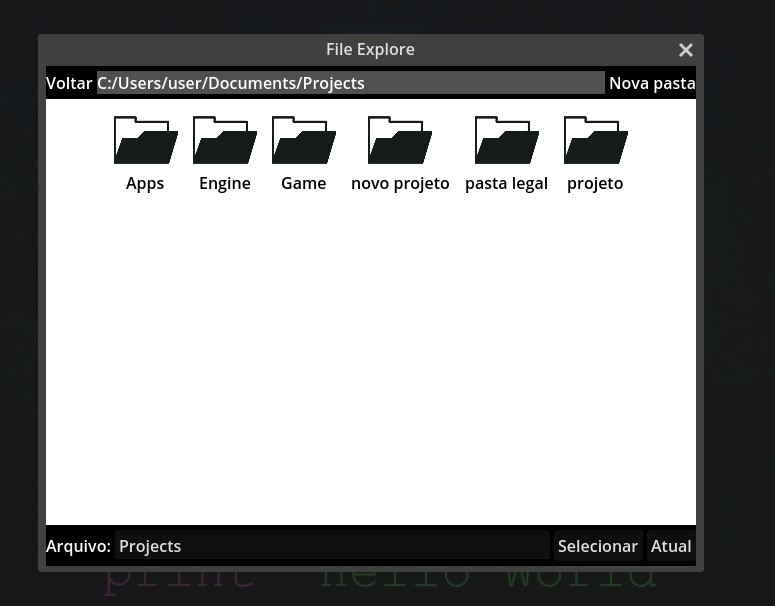 File Explore
Voltar C:/Users/user/Documents/Projects Nova pasta
Apps Engine Game novo projeto pasta legal projeto
Arquivo: Projects Selecionar Atual
print "Hello World